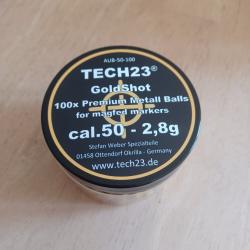 AUB-50-100
TECH23®
GoldShot
100x Premium Metall Balls
for magfed markers
cal.50 - 2,8g
Stefan Weber Spezialteile
01458 Ottendorf Okrilla - Germany
www.tech23.de